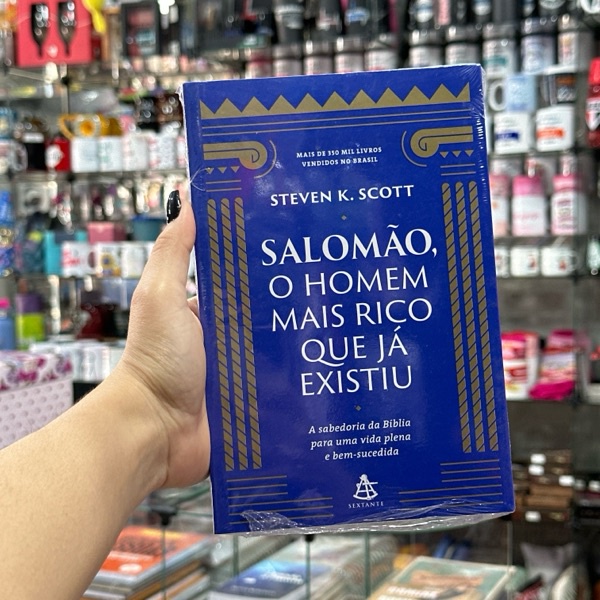 MAIS DE 350 MIL LIVROS
VENDIDOS NO BRASIL
STEVEN K. SCOTT
SALOMÃO,
O HOMEM
MAIS RICO
QUE JÁ
EXISTIU
A sabedoria da Bíblia
para uma vida plena
e bem-sucedida
SEXTANTE